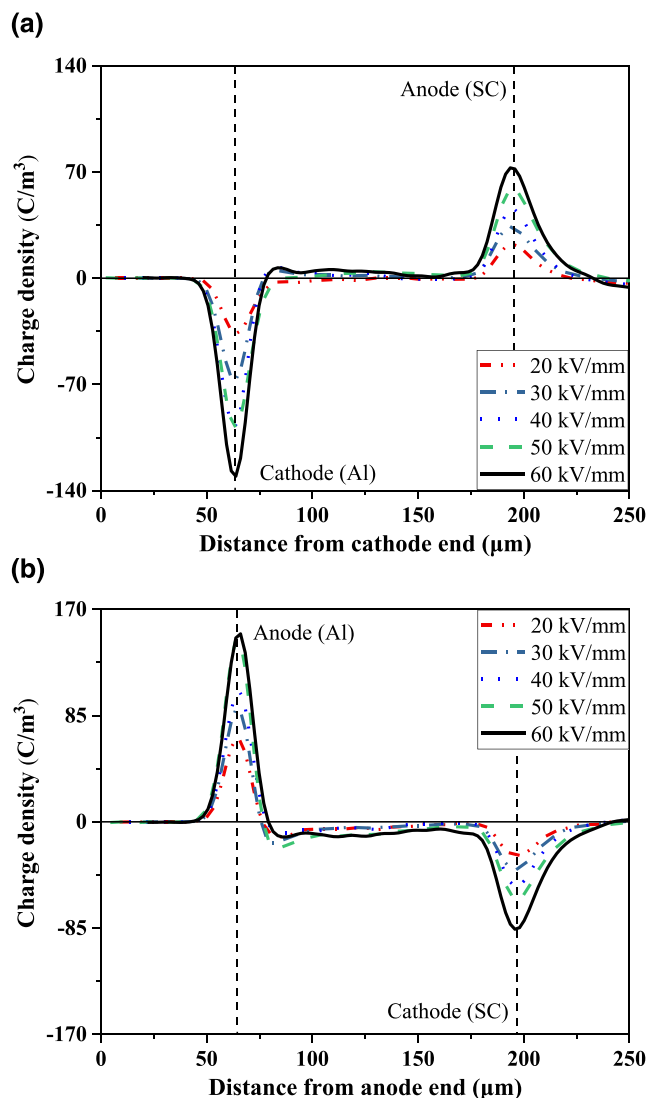 (a)
140
70
0
-70
-140
Charge density (C/m³)
Anode (SC)
Cathode (Al)
20 kV/mm
30 kV/mm
40 kV/mm
50 kV/mm
60 kV/mm
0 50 100 150 200 250
Distance from cathode end (μm)
(b)
170
85
0
-85
-170
Charge density (C/m³)
Anode (Al)
20 kV/mm
30 kV/mm
40 kV/mm
50 kV/mm
60 kV/mm
Cathode (SC)
0 50 100 150 200 250
Distance from anode end (μm)